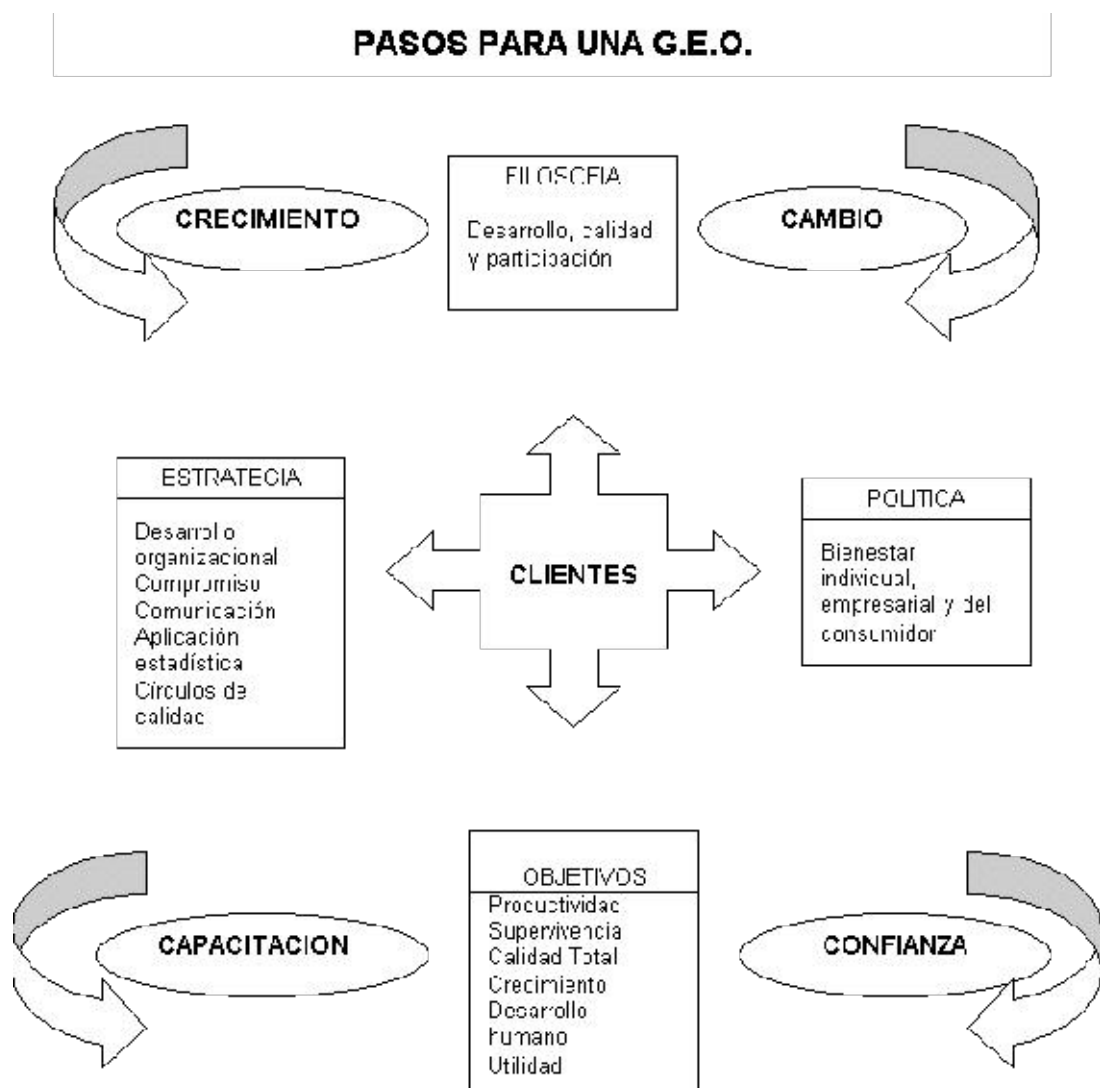 PASOS PARA UNA G.E.O.
CRECIMIENTO
FILOSOFIA
Desarrollo, calidad
y participación
CAMBIO
ESTRATEGIA
Desarrollo
organizacional
Compromiso
Comunicación
Aplicación
estadística
Círculos de
calidad
CLIENTES
POLITICA
Bienestar
individual,
empresarial y del
consumidor
CAPACITACION
OBJETIVOS
Productividad
Supervivencia
Calidad Total
Crecimiento
Desarrollo
humano
Utilidad
CONFIANZA